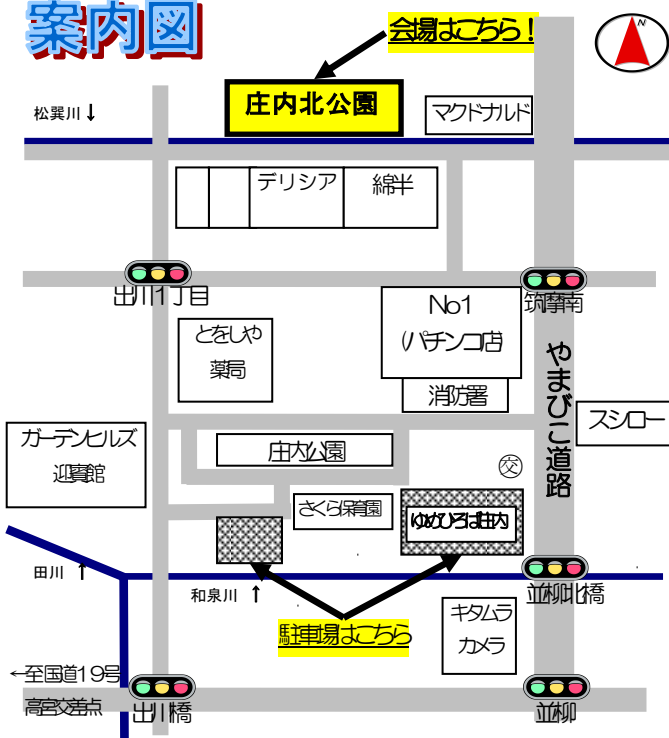 案内図
会場はこちら!
N
庄内北公園
マクドナルド
松巽川↓
デリシア
綿半
出川1丁目
筑摩南
No1
(パチンコ店)
とをしや
薬局
消防署
やまびこ道路
スシロー
ガーデンヒルズ
迎賓館
庄内公園
交
さくら保育園
ゆめひろば庄内
田川 ↑
和泉川 ↑
並柳北橋
キタムラ
カメラ
駐車場はこちら
←至国道19号
高宮交差点
出川橋
並柳